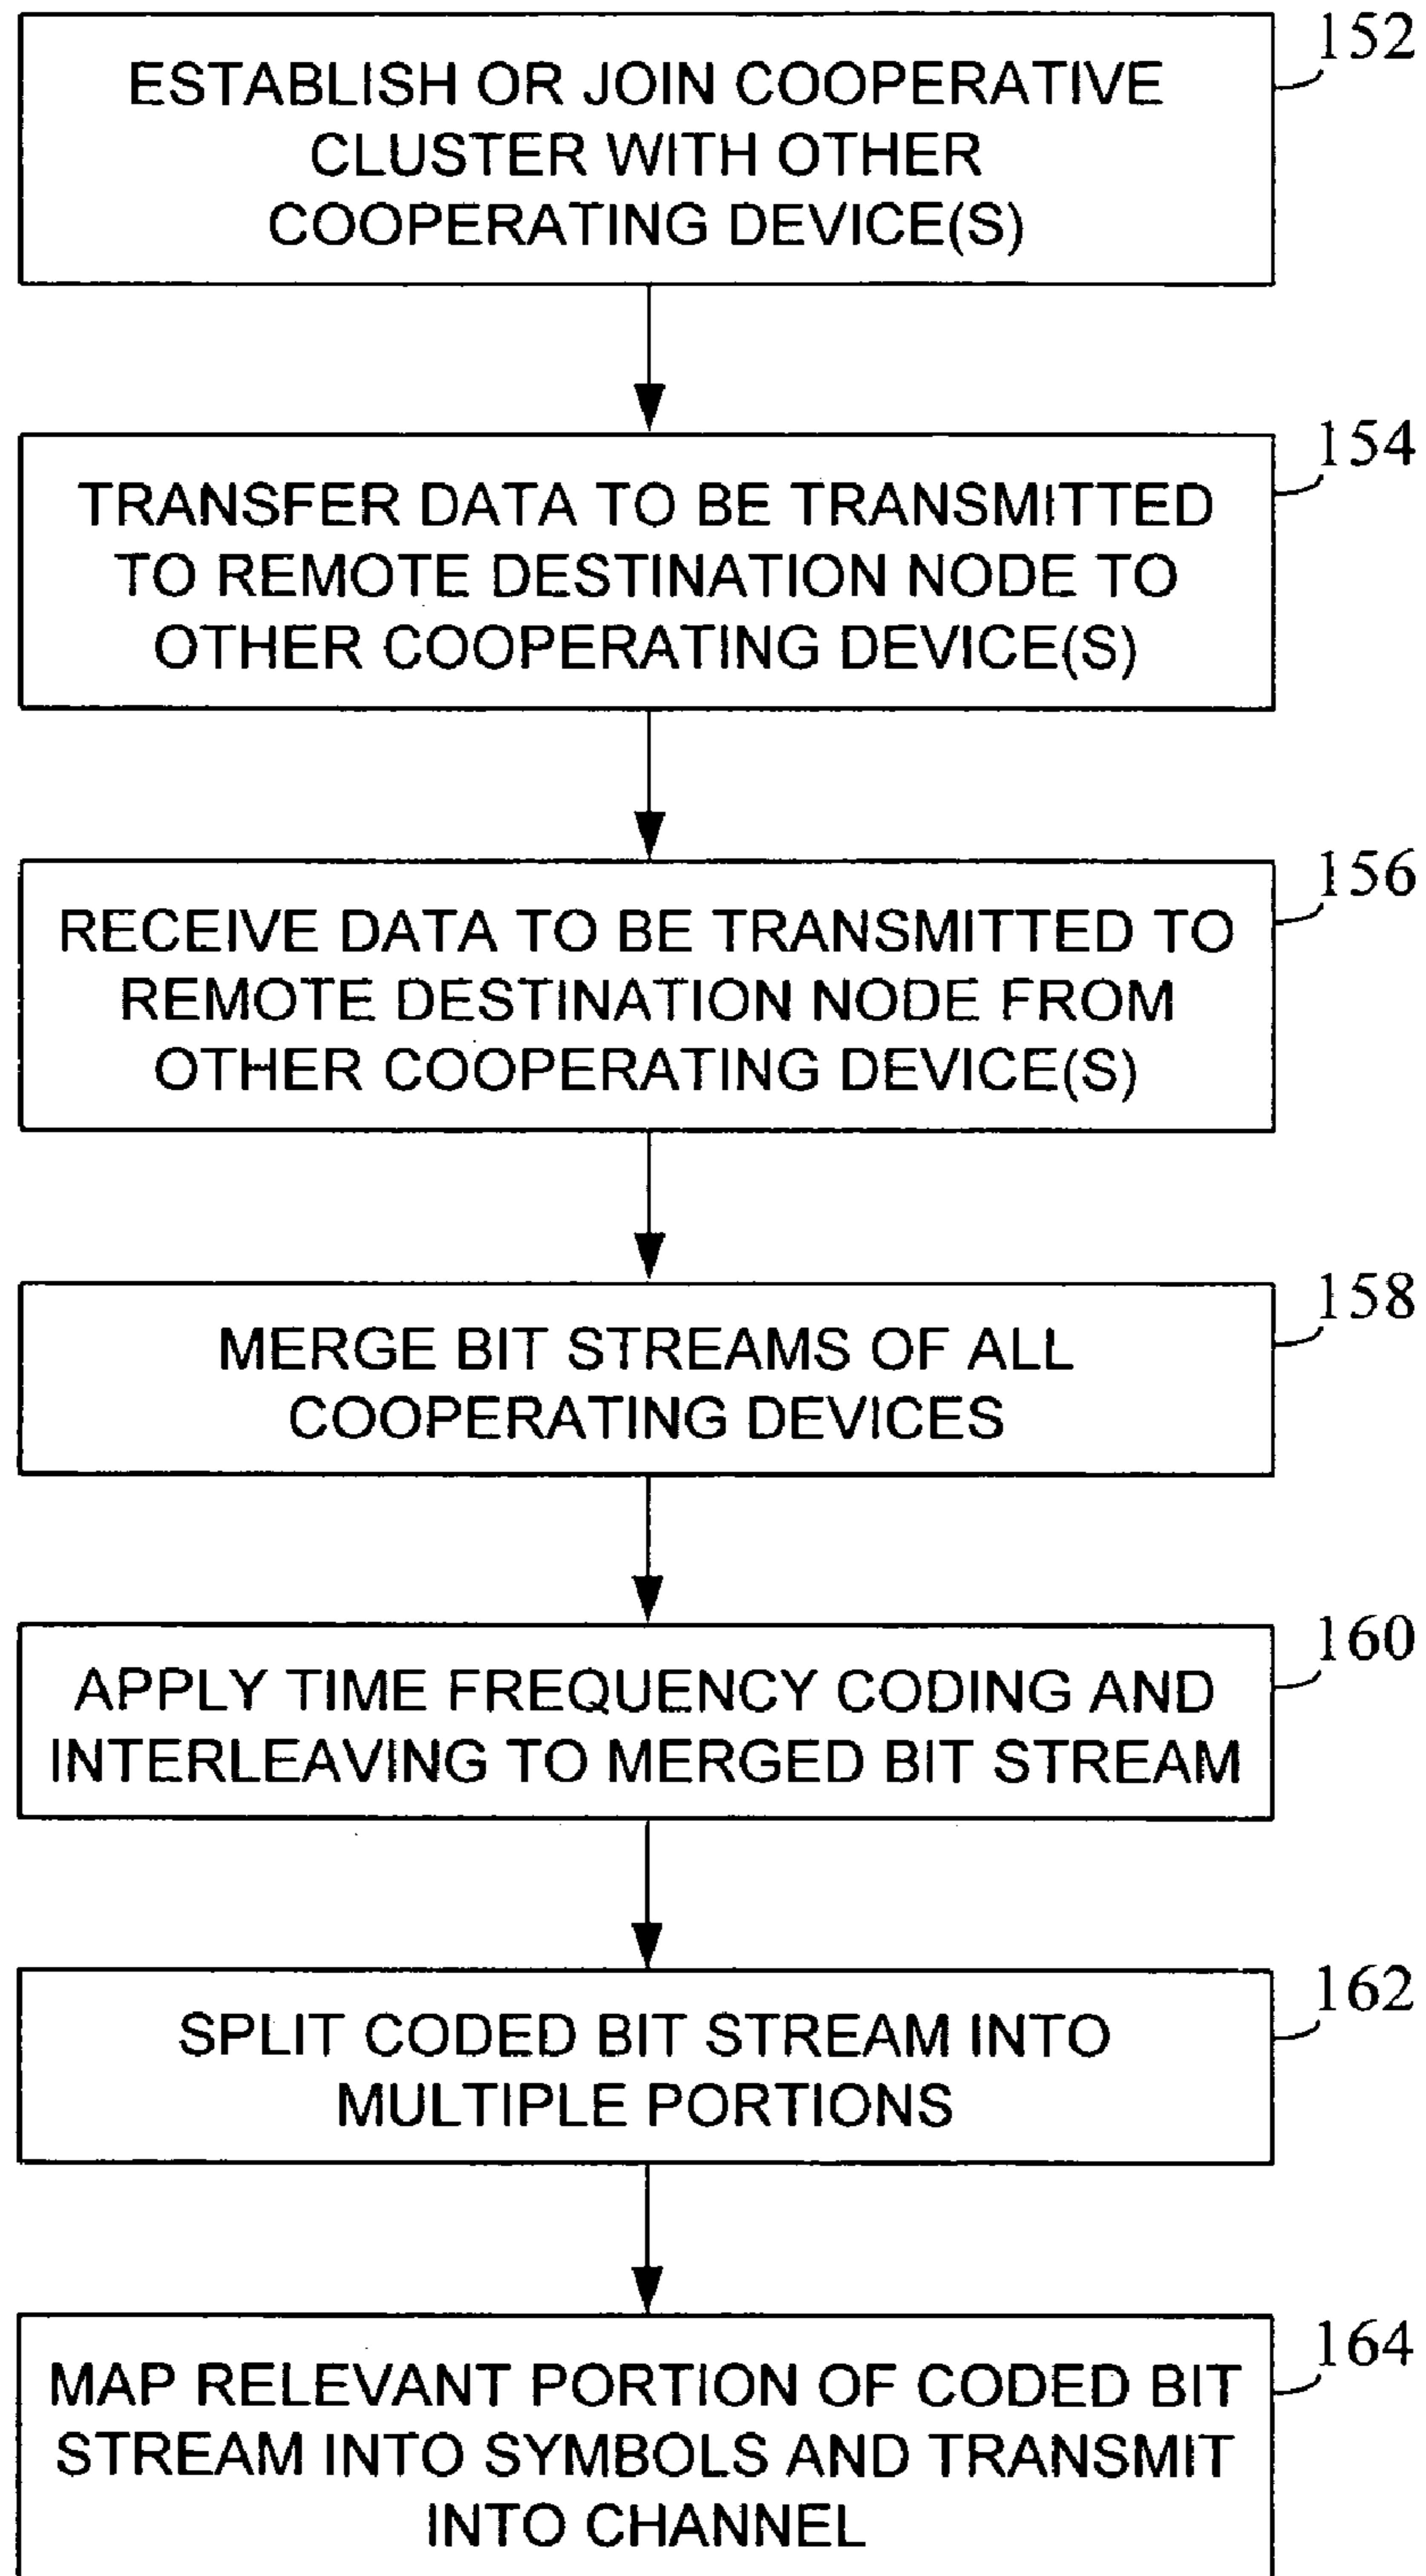 152
ESTABLISH OR JOIN COOPERATIVE
CLUSTER WITH OTHER
COOPERATING DEVICE(S)
154
TRANSFER DATA TO BE TRANSMITTED
TO REMOTE DESTINATION NODE TO
OTHER COOPERATING DEVICE(S)
156
RECEIVE DATA TO BE TRANSMITTED TO
REMOTE DESTINATION NODE FROM
OTHER COOPERATING DEVICE(S)
158
MERGE BIT STREAMS OF ALL
COOPERATING DEVICES
160
APPLY TIME FREQUENCY CODING AND
INTERLEAVING TO MERGED BIT STREAM
162
SPLIT CODED BIT STREAM INTO
MULTIPLE PORTIONS
164
MAP RELEVANT PORTION OF CODED BIT
STREAM INTO SYMBOLS AND TRANSMIT
INTO CHANNEL